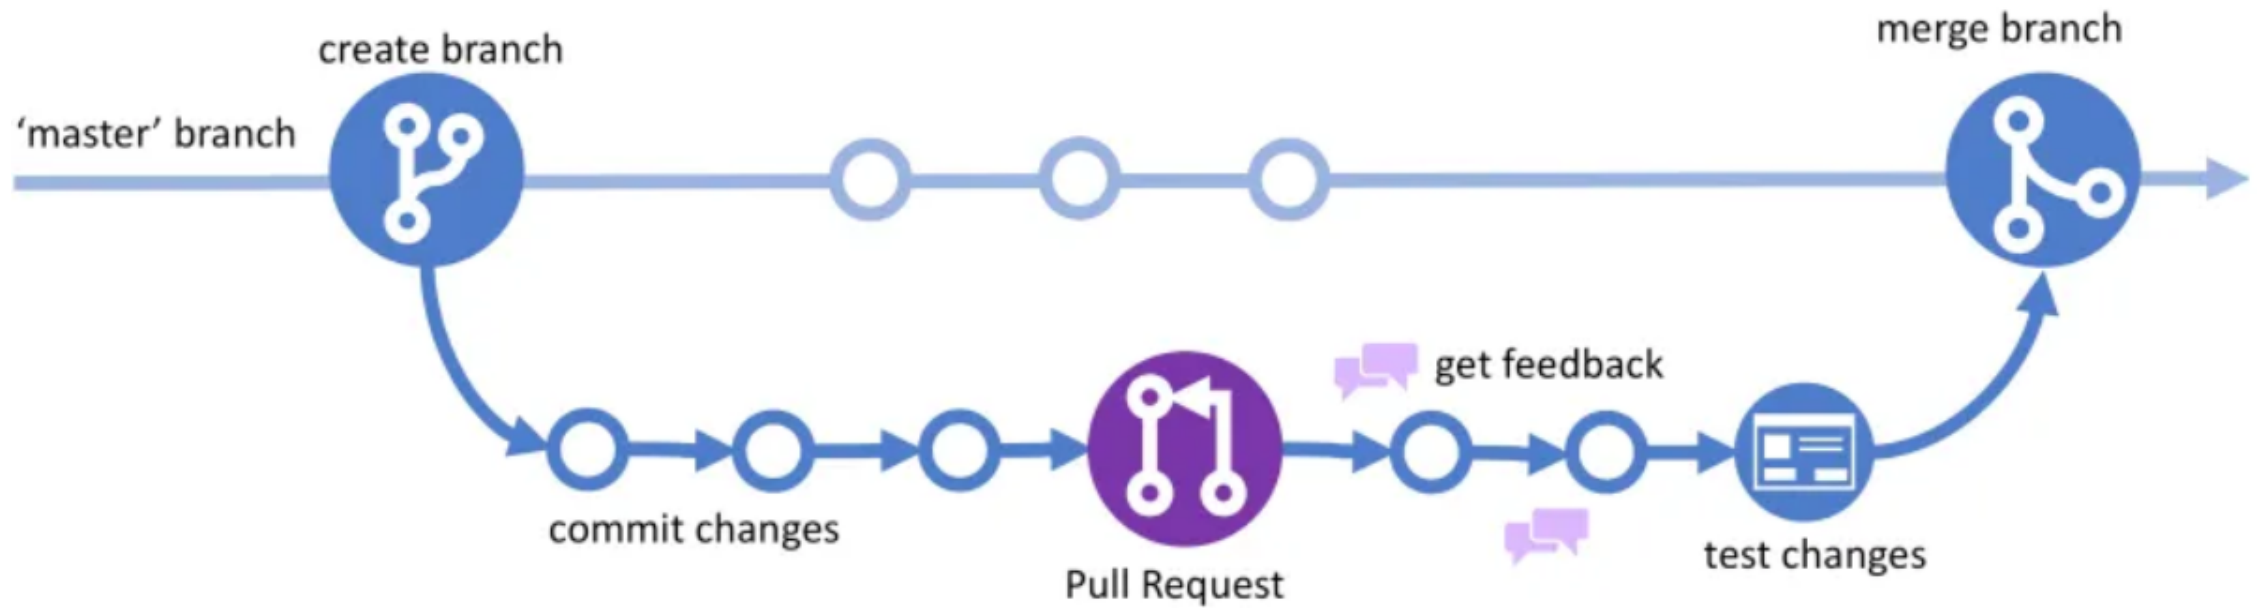 create branch
merge branch
‘master’ branch
get feedback
commit changes
Pull Request
test changes